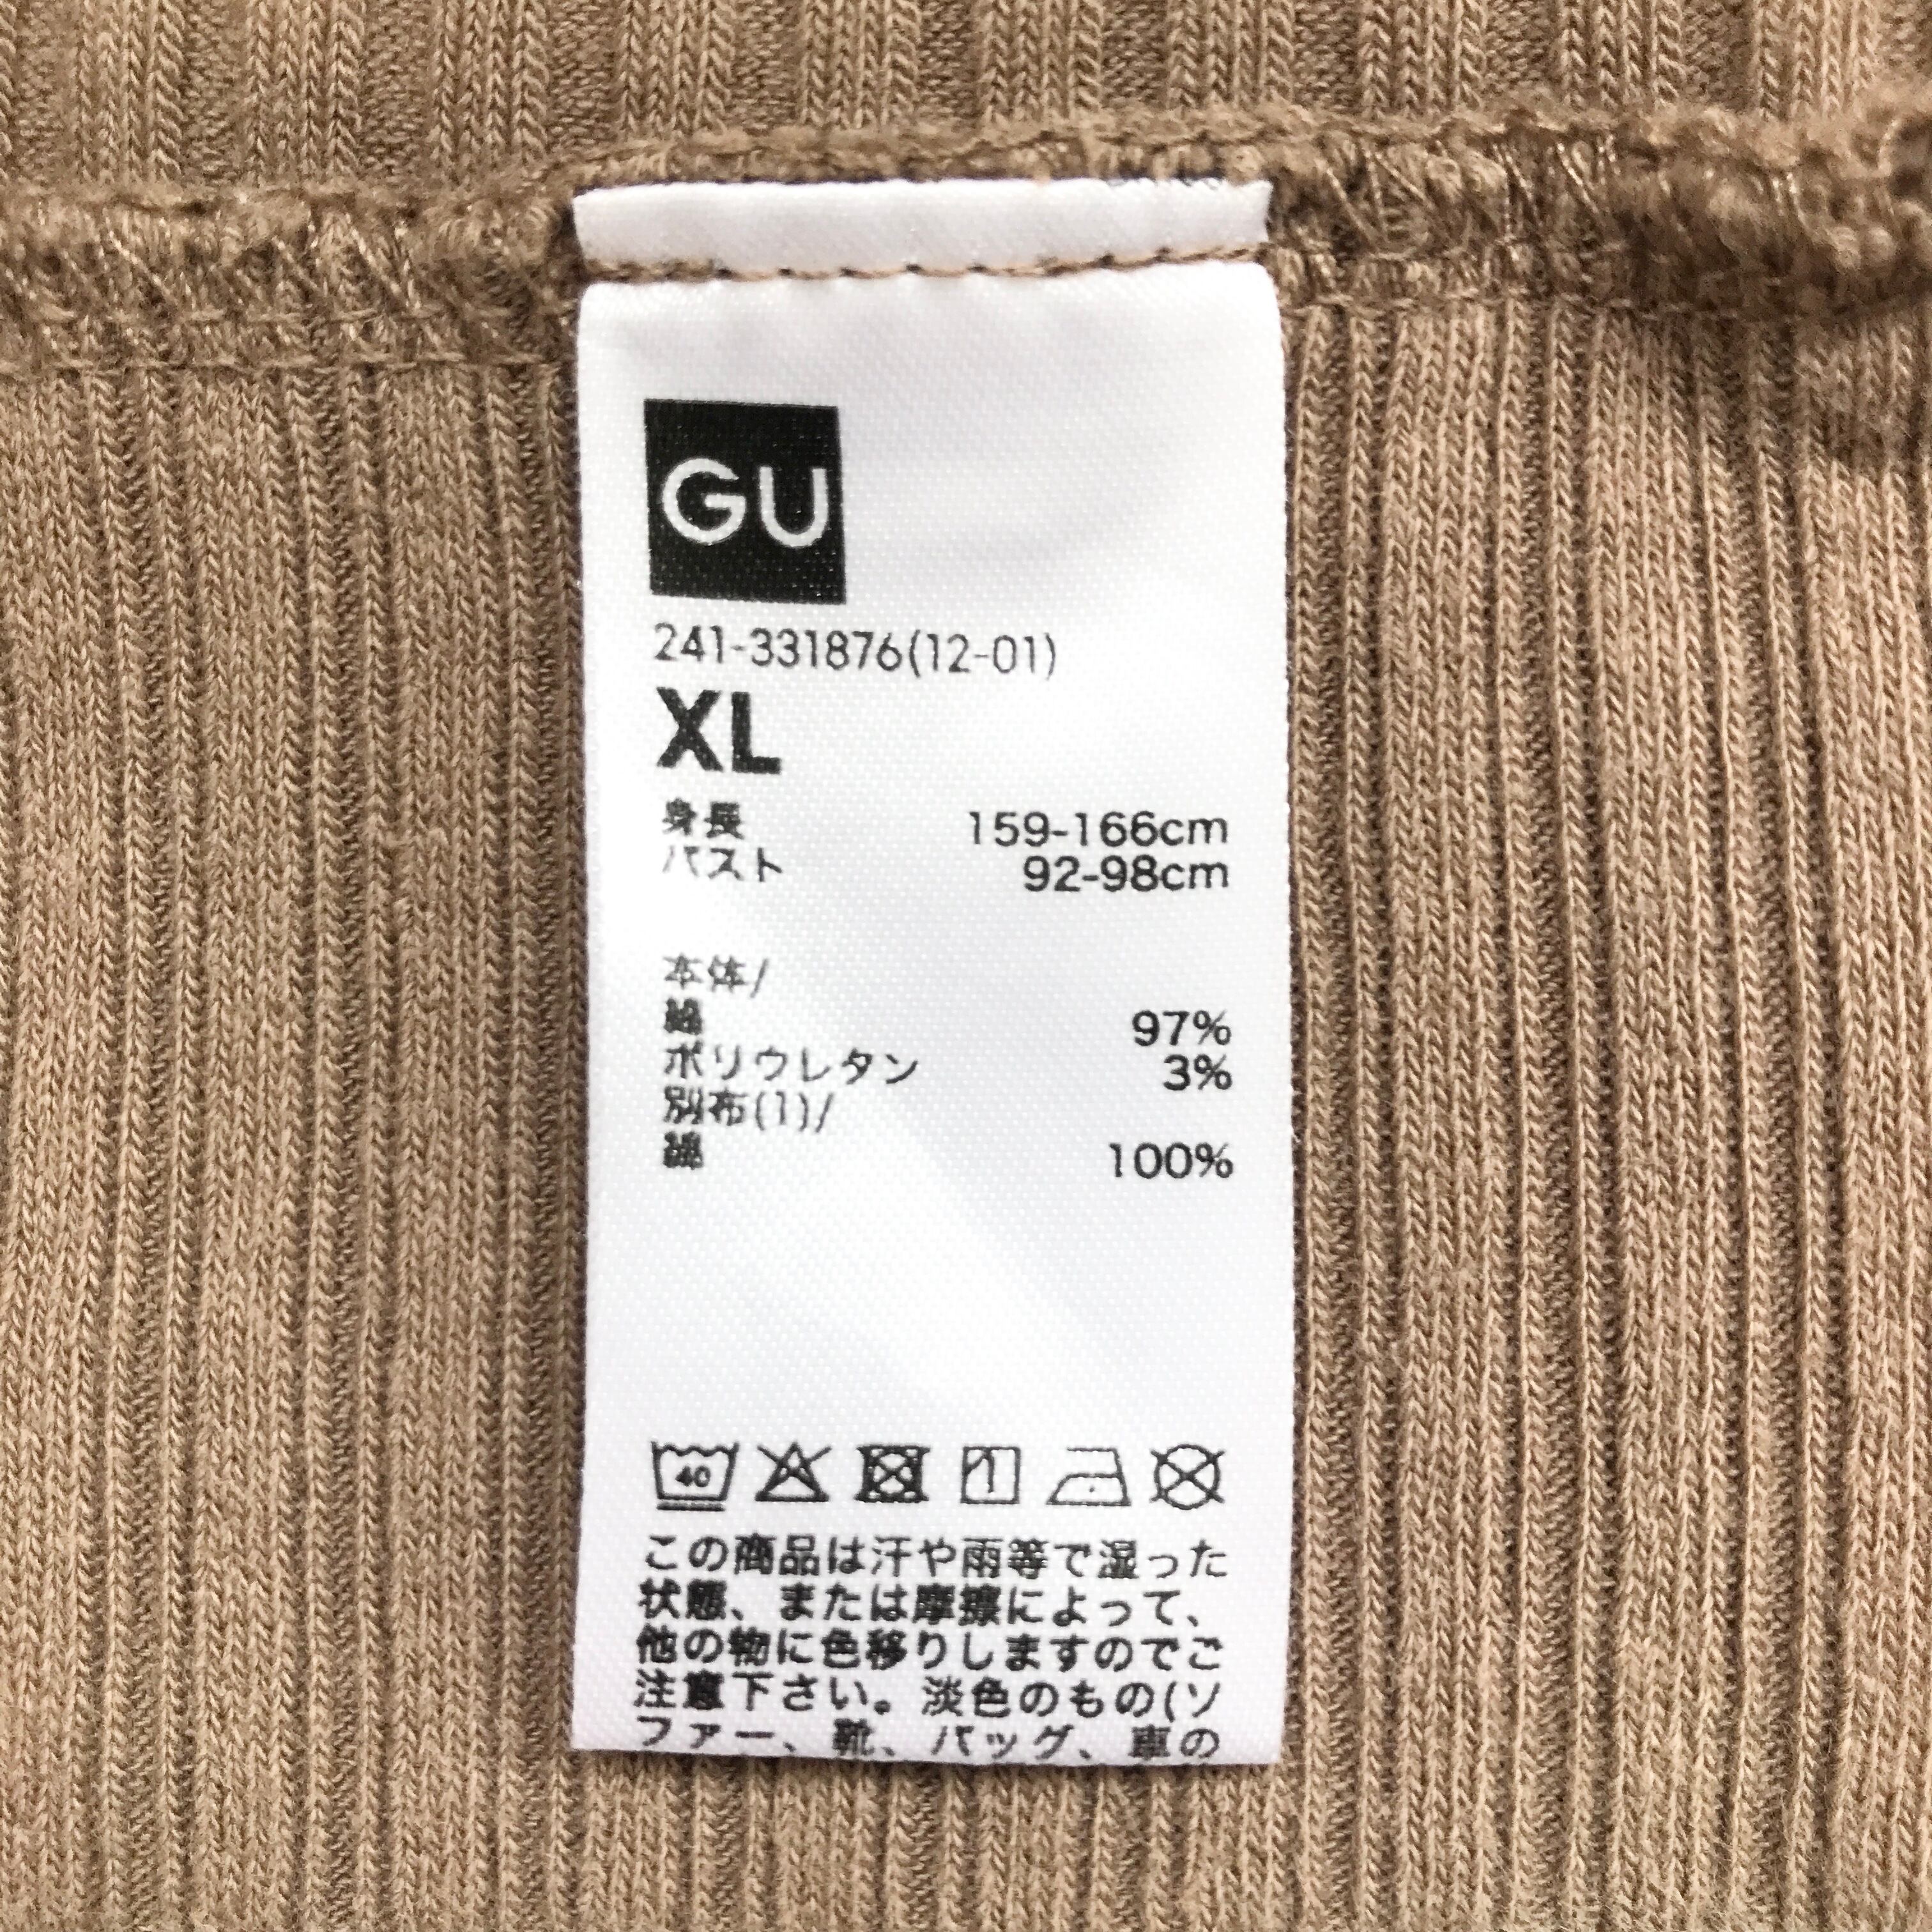 GU
241-331876(12-01)
XL
身長 159-166cm
バスト 92-98cm
本体/
綿 97%
ポリウレタン 3%
別布(1)/
綿 100%
40
この商品は汗や雨等で湿った
状態、または摩擦によって、
他の物に色移りしますのでご
注意下さい。淡色のもの(ソ
ファー、靴、バッグ、車の